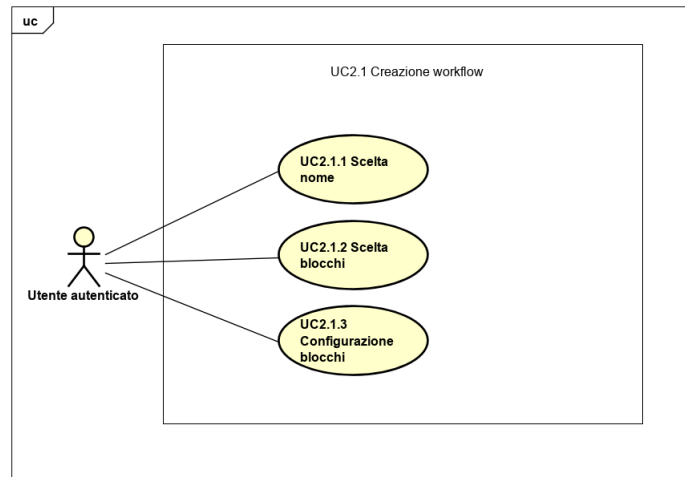 uc
UC2.1 Creazione workflow
UC2.1.1 Scelta
nome
UC2.1.2 Scelta
blocchi
Utente autenticato
UC2.1.3
Configurazione
blocchi